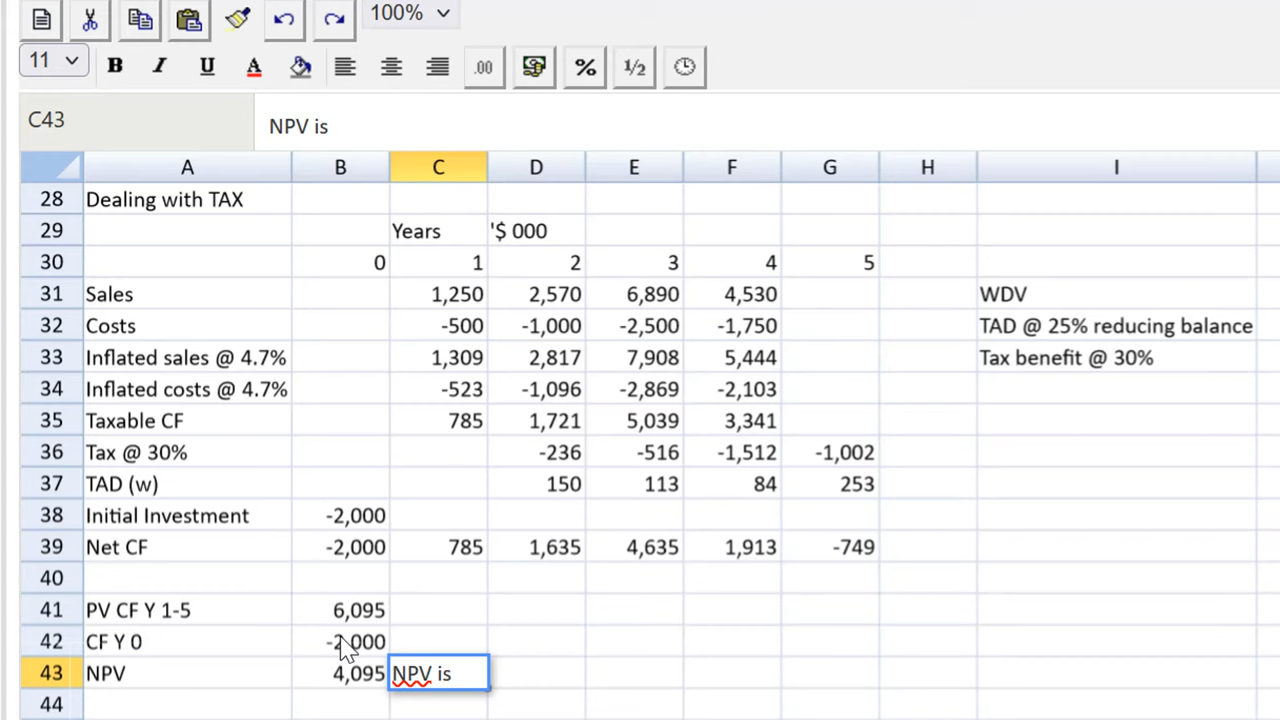 100%
11 B I U A .00 % 1/2
C43 NPV is
A B C D E F G H I
28 Dealing with TAX
29 Years '$ 000
30 0 1 2 3 4 5
31 Sales 1,250 2,570 6,890 4,530 WDV
32 Costs -500 -1,000 -2,500 -1,750 TAD @ 25% reducing balance
33 Inflated sales @ 4.7% 1,309 2,817 7,908 5,444 Tax benefit @ 30%
34 Inflated costs @ 4.7% -523 -1,096 -2,869 -2,103
35 Taxable CF 785 1,721 5,039 3,341
36 Tax @ 30% -236 -516 -1,512 -1,002
37 TAD (w) 150 113 84 253
38 Initial Investment -2,000
39 Net CF -2,000 785 1,635 4,635 1,913 -749
40
41 PV CF Y 1-5 6,095
42 CF Y 0 -2,000
43 NPV 4,095 NPV is
44